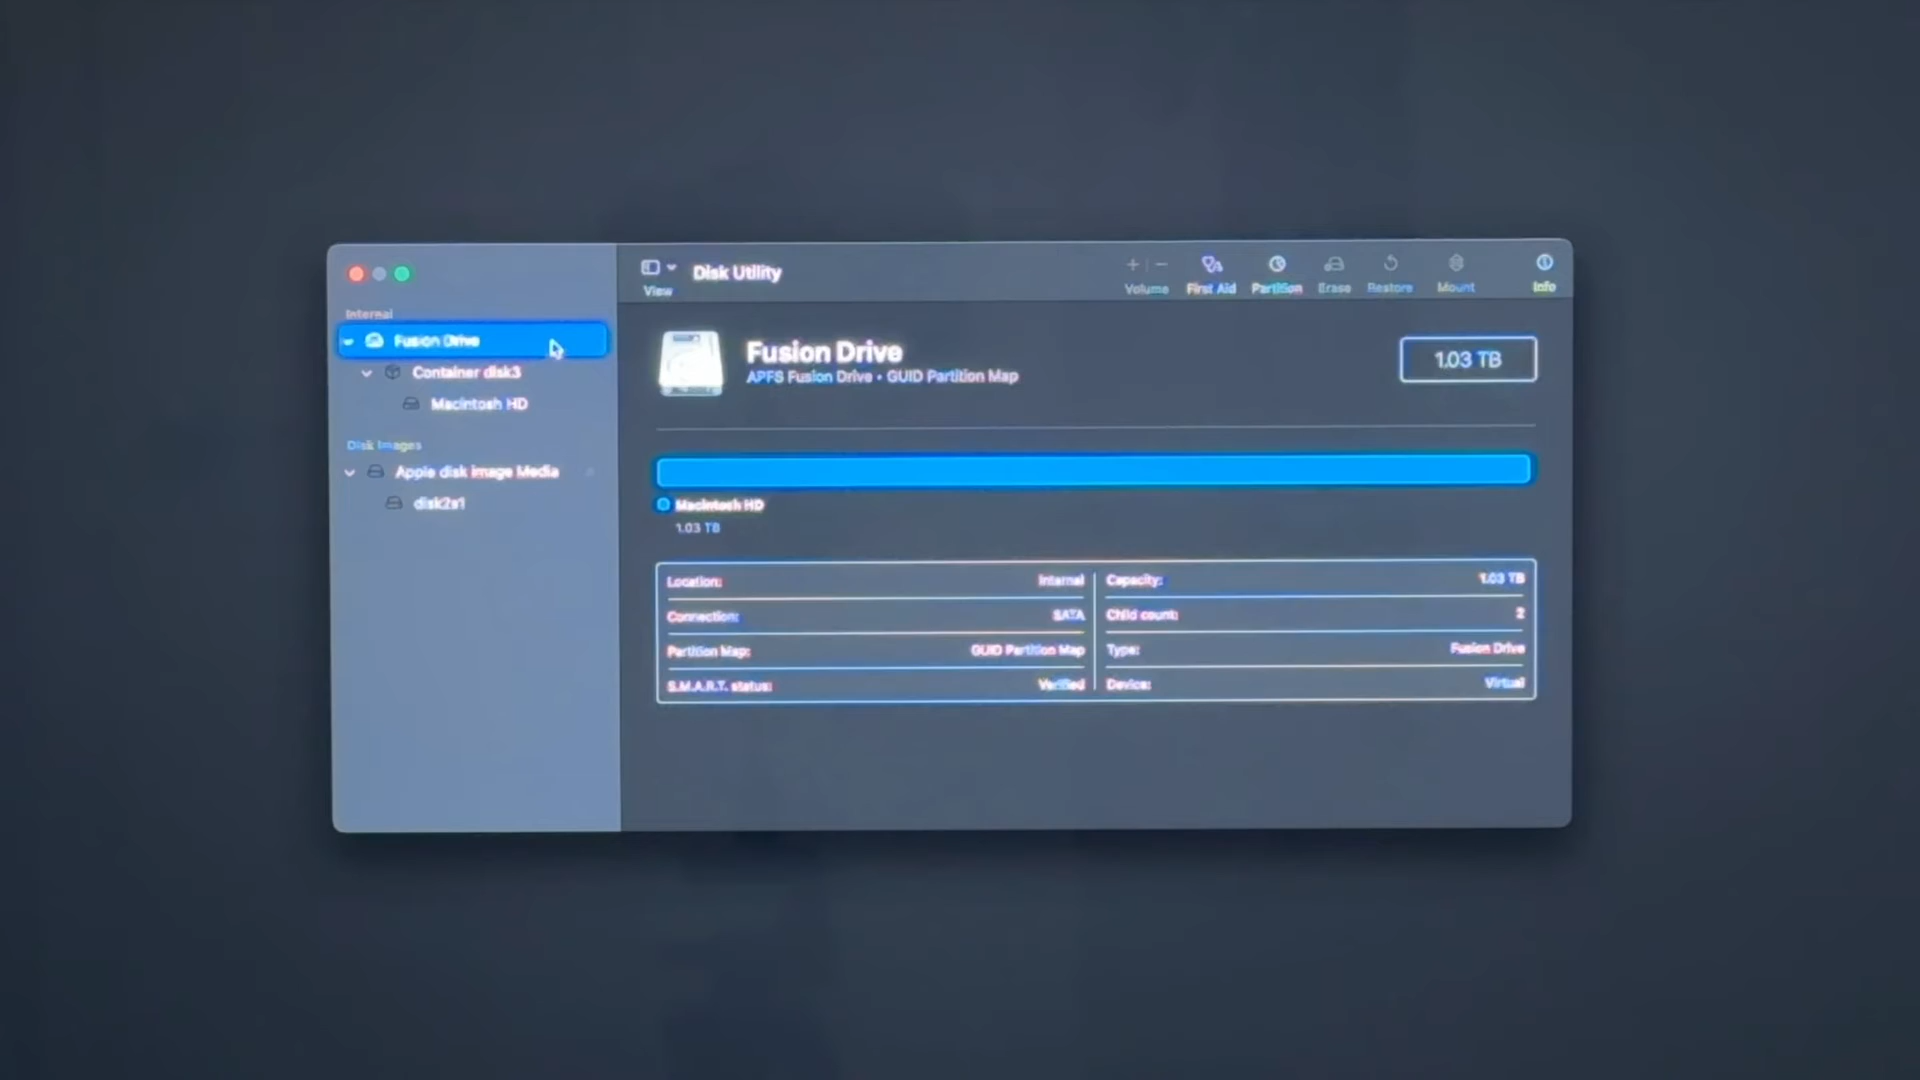 Disk Utility
View
Volume
First Aid
Partition
Erase
Restore
Mount
Info
Internal
Fusion Drive
Container disk3
Macintosh HD
Disk Images
Apple disk image Media
disk2s1
Fusion Drive
APFS Fusion Drive • GUID Partition Map
1.03 TB
Macintosh HD
1.03 TB
Location: Internal
Connection: SATA
Partition Map: GUID Partition Map
S.M.A.R.T. status: Verified
Capacity: 1.03 TB
Child count: 2
Type: Fusion Drive
Device: Virtual